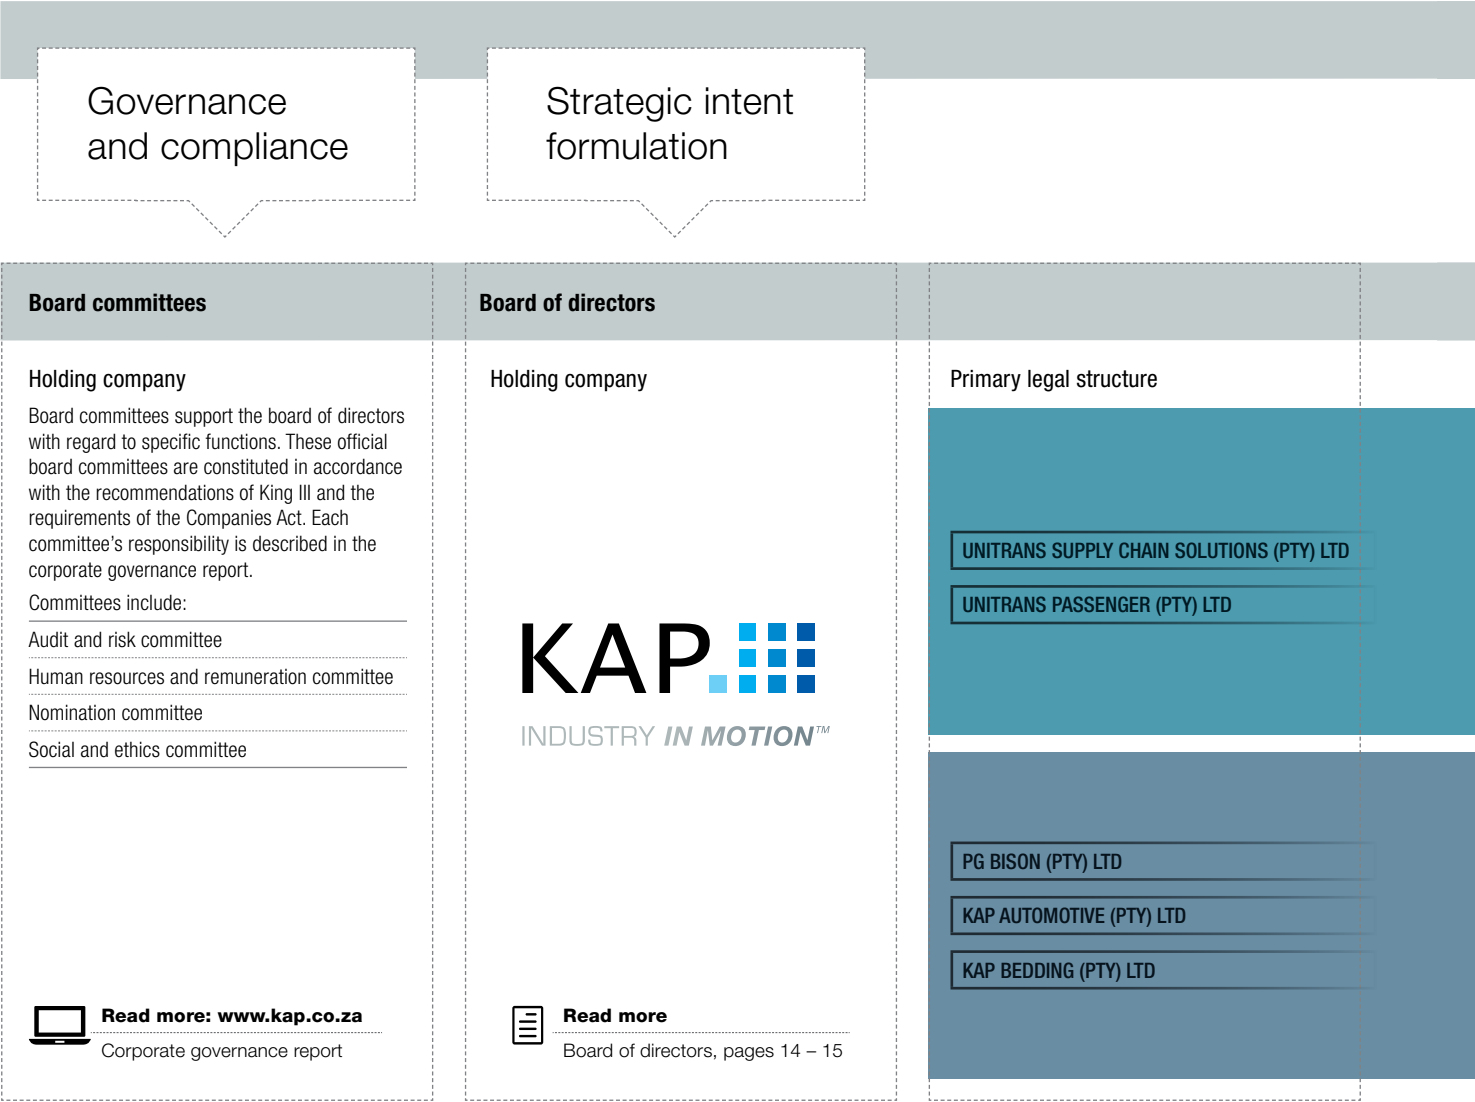 Governance
and compliance
Strategic intent
formulation
Board committees
Holding company
Board committees support the board of directors
with regard to specific functions. These official
board committees are constituted in accordance
with the recommendations of King III and the
requirements of the Companies Act. Each
committee's responsibility is described in the
corporate governance report.
Committees include:
Audit and risk committee
Human resources and remuneration committee
Nomination committee
Social and ethics committee
Read more: www.kap.co.za
Corporate governance report
Board of directors
Holding company
KAP
INDUSTRY IN MOTION™
Read more
Board of directors, pages 14 – 15
Primary legal structure
UNITRANS SUPPLY CHAIN SOLUTIONS (PTY) LTD
UNITRANS PASSENGER (PTY) LTD
PG BISON (PTY) LTD
KAP AUTOMOTIVE (PTY) LTD
KAP BEDDING (PTY) LTD